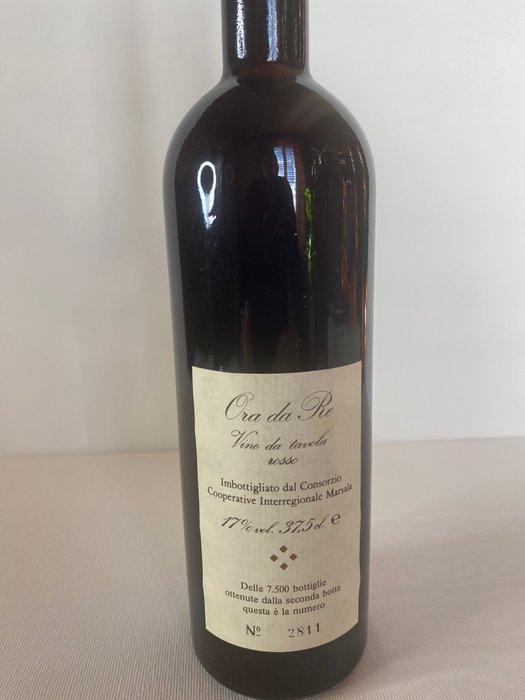 Ora da Re
Vino da tavola
rosso
Imbottigliato dal Consorzio
Cooperative Interregionale Marsala
17% vol. 37,5 d. e
Delle 7.500 bottiglie
ottenute dalla seconda botte
questa è la numero
Nº 2811